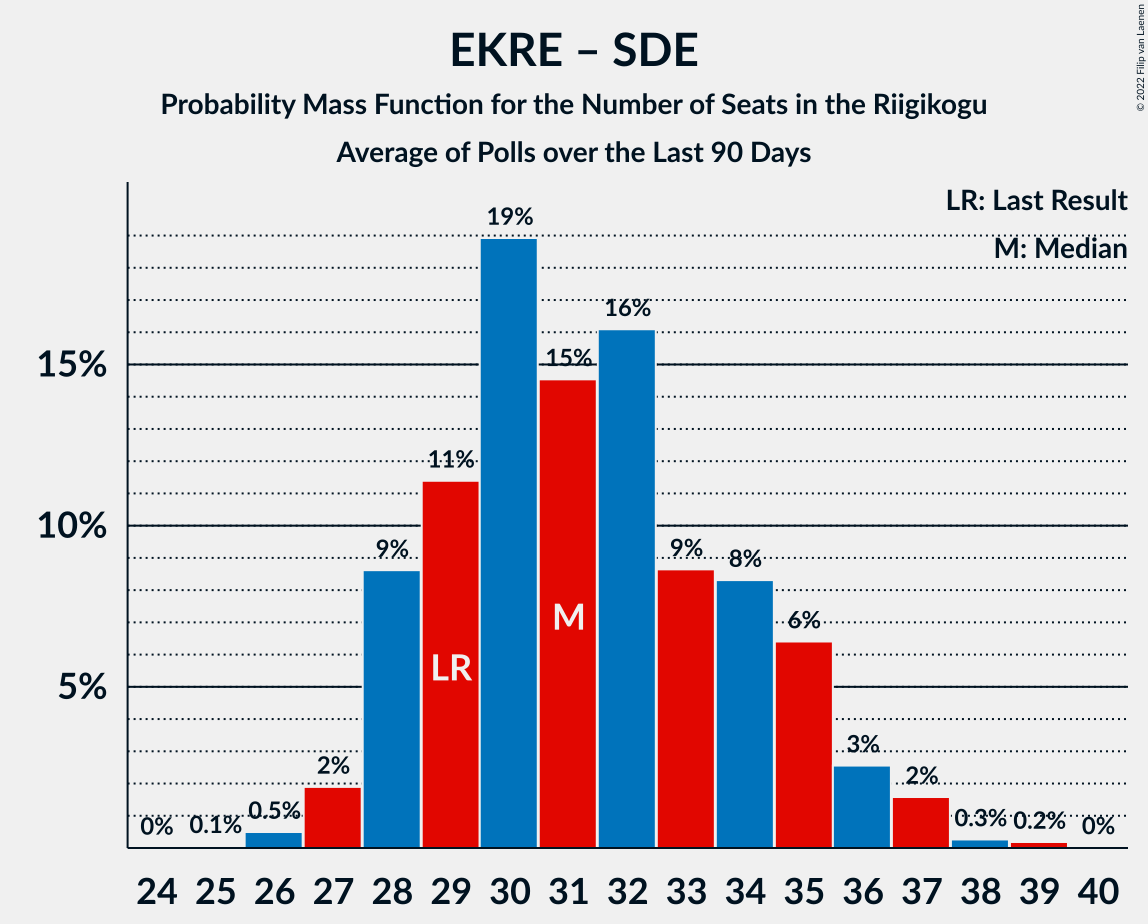 EKRE – SDE
Probability Mass Function for the Number of Seats in the Riigikogu
Average of Polls over the Last 90 Days
© 2022 Filip van Laenen
LR: Last Result
M: Median
19%
16%
15%
15%
11%
10%
9%
9%
8%
6%
5%
3%
2%
2%
0.5%
0.3%
0.2%
0.1%
0%
0%
LR
M
24 25 26 27 28 29 30 31 32 33 34 35 36 37 38 39 40